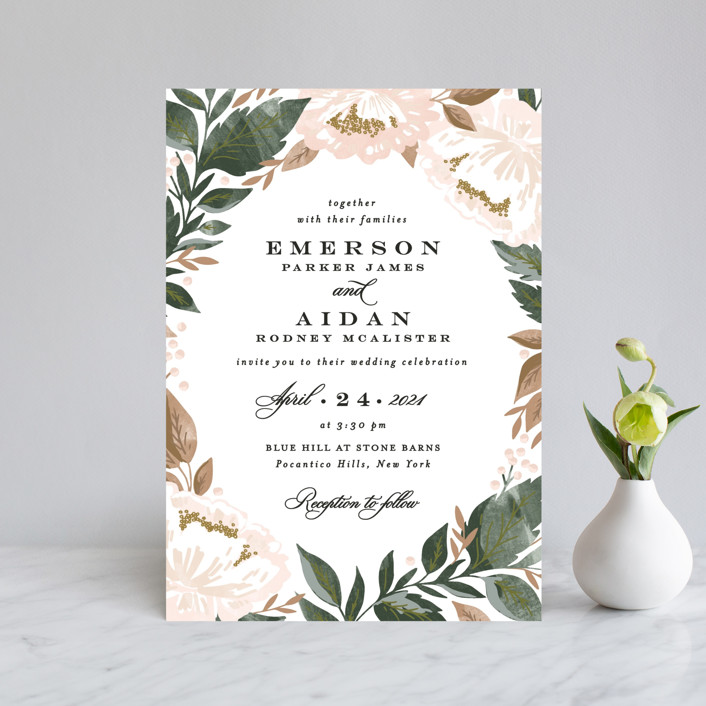 together
with their families
EMERSON
PARKER JAMES
and
AIDAN
RODNEY MCALISTER
invite you to their wedding celebration
April • 24 • 2021
at 3:30 pm
BLUE HILL AT STONE BARNS
Pocantico Hills, New York
Reception to follow